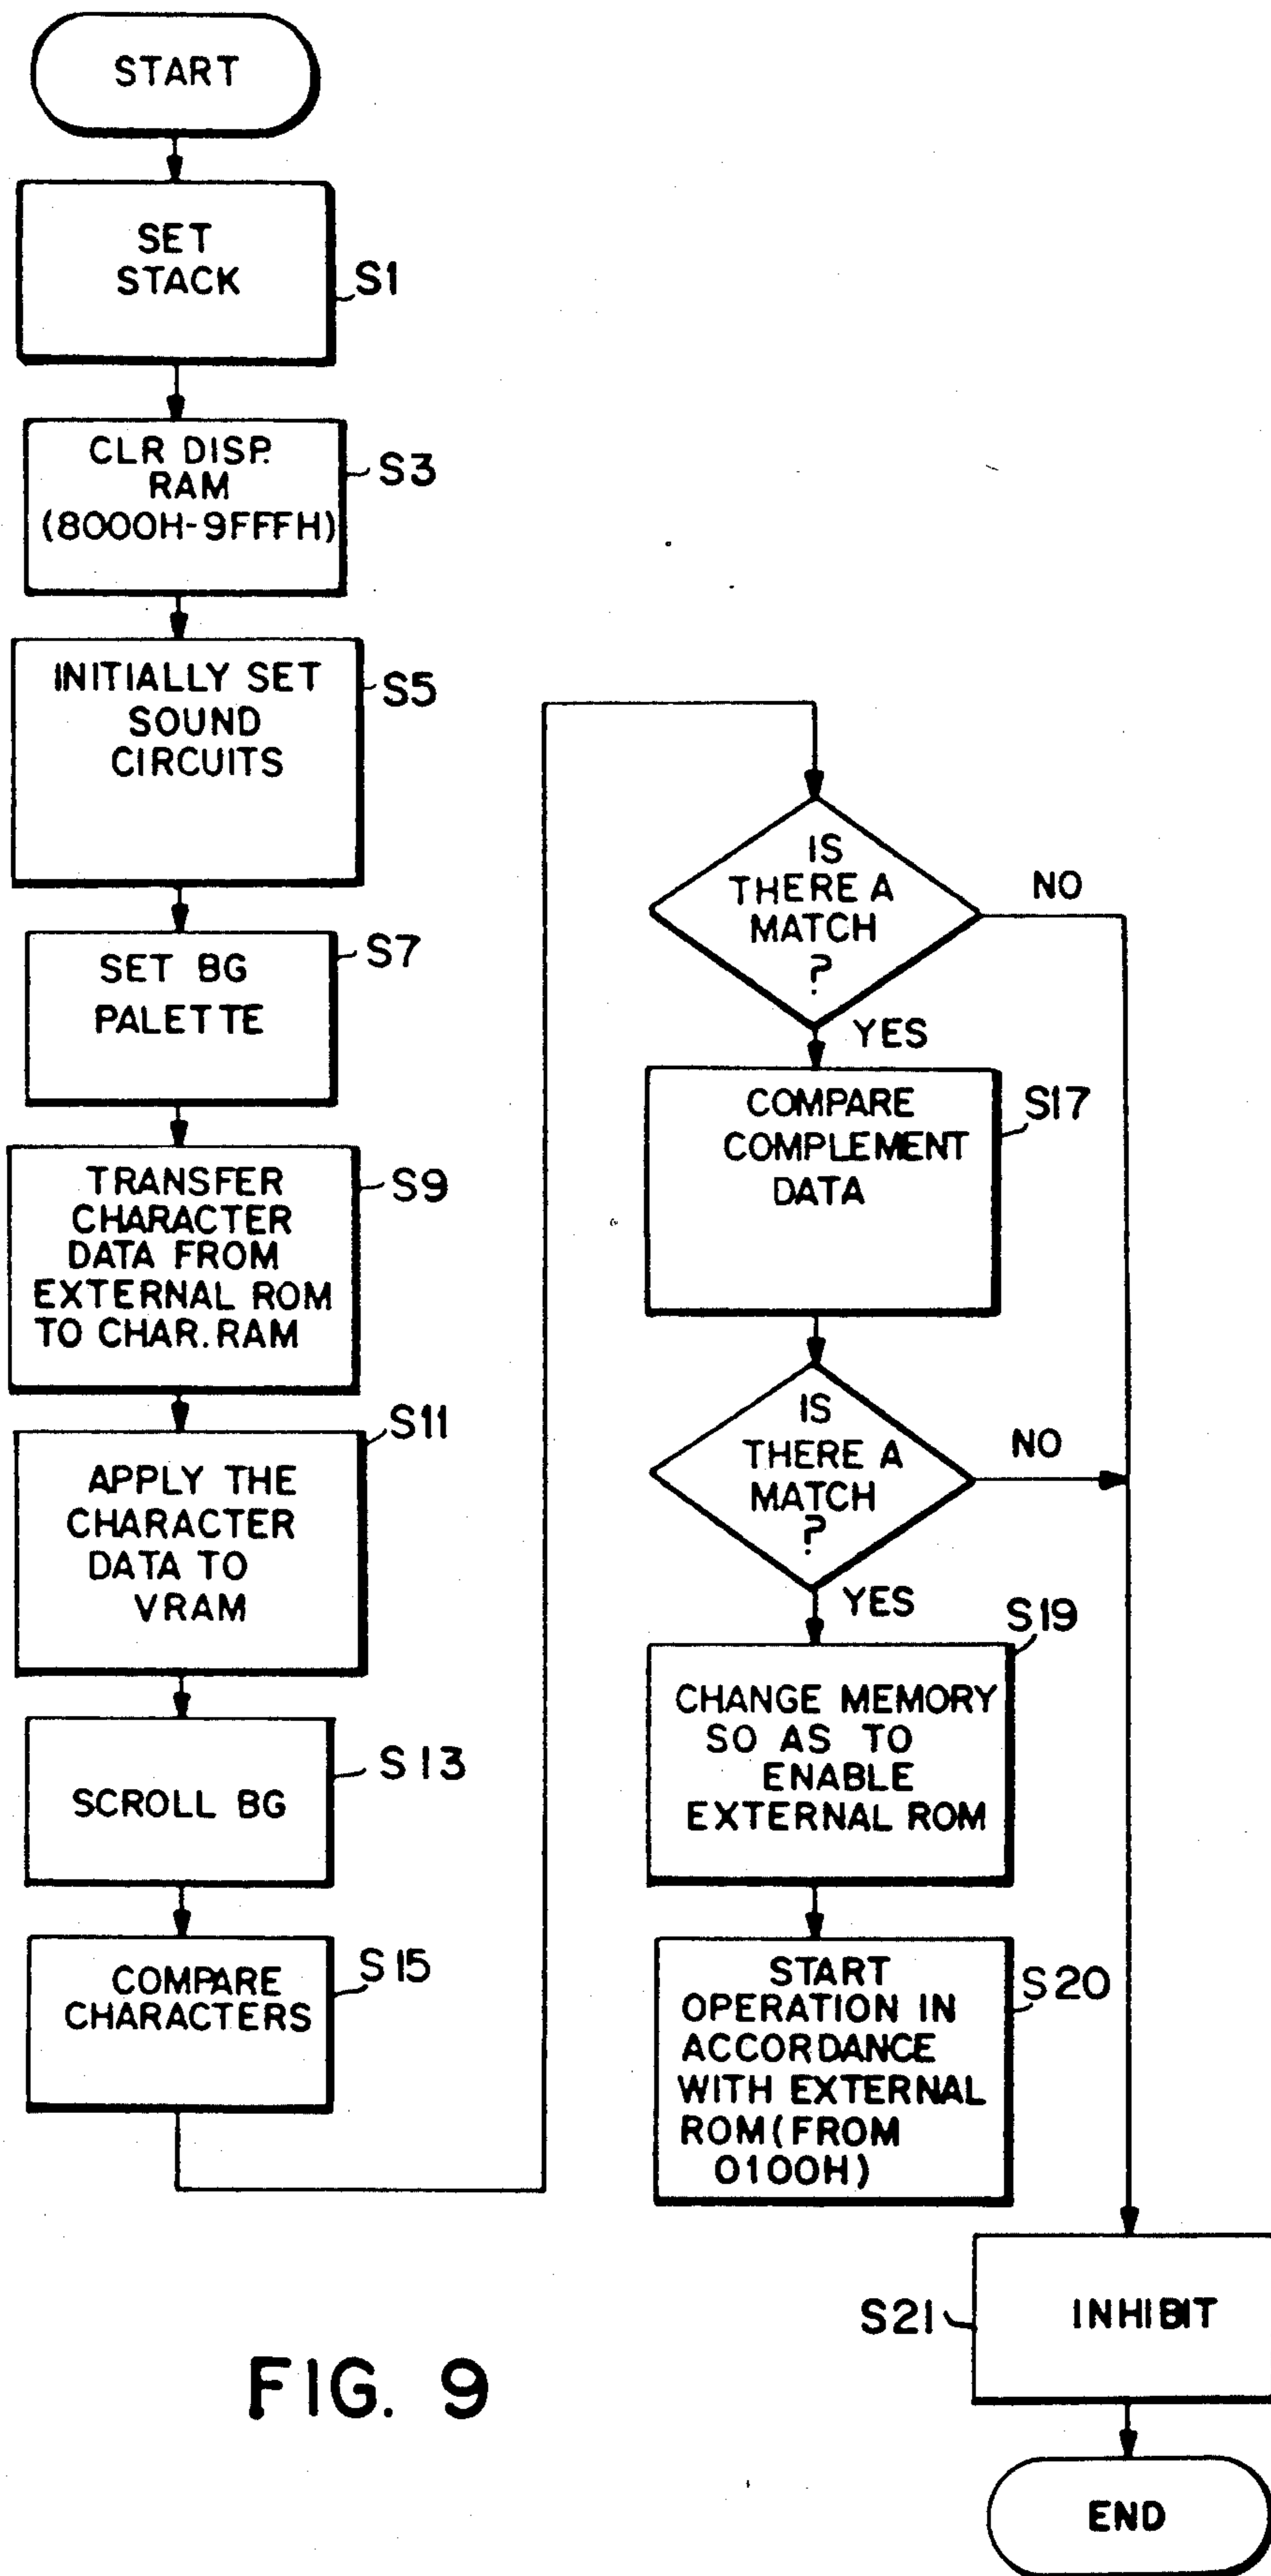 START
SET
STACK
S1
CLR DISP.
RAM
(8000H-9FFFH)
S3
INITIALLY SET
SOUND
CIRCUITS
S5
SET BG
PALETTE
S7
TRANSFER
CHARACTER
DATA FROM
EXTERNAL ROM
TO CHAR. RAM
S9
APPLY THE
CHARACTER
DATA TO
VRAM
S11
SCROLL BG
S13
COMPARE
CHARACTERS
S15
IS
THERE A
MATCH
?
NO
YES
COMPARE
COMPLEMENT
DATA
S17
IS
THERE A
MATCH
?
NO
YES
CHANGE MEMORY
SO AS TO
ENABLE
EXTERNAL ROM
S19
START
OPERATION IN
ACCORDANCE
WITH EXTERNAL
ROM (FROM
0100H)
S20
INHIBIT
S21
END
FIG. 9